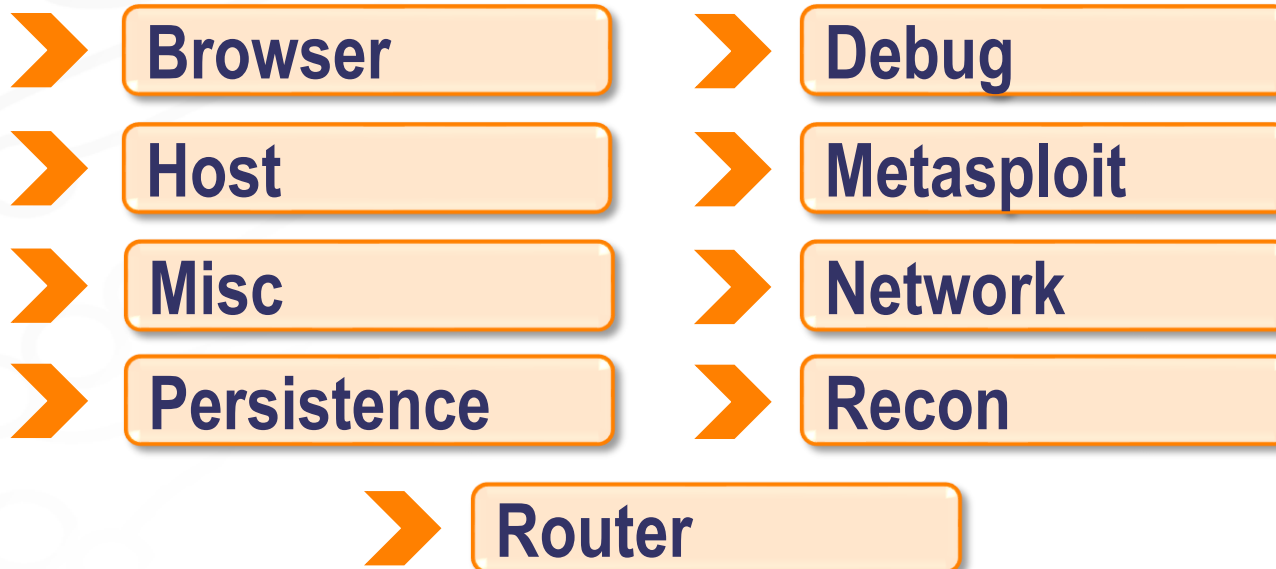 Browser
Debug
Host
Metasploit
Misc
Network
Persistence
Recon
Router